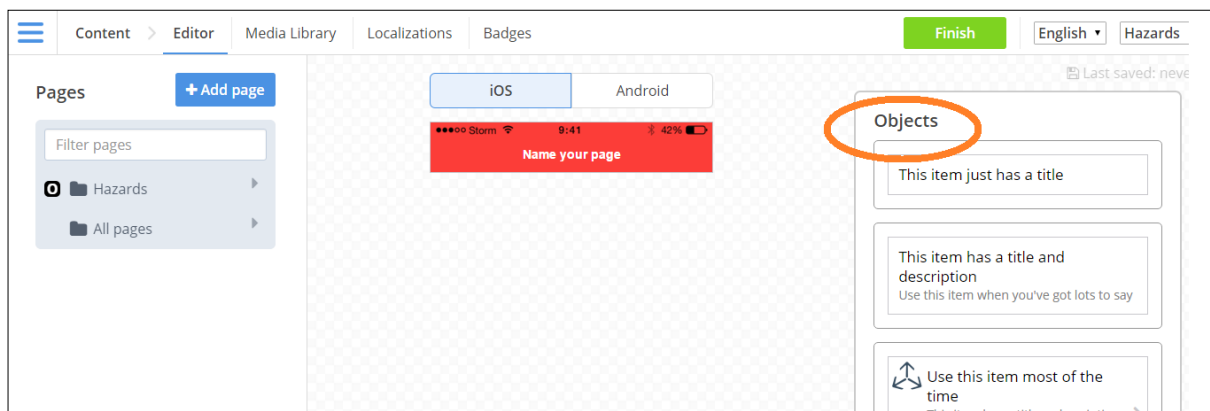 Content > Editor Media Library Localizations Badges Finish English Hazards
Last saved: neve
Pages + Add page
Filter pages
Hazards
All pages
iOS Android
Storm 9:41 42%
Name your page
Objects
This item just has a title
This item has a title and
description
Use this item when you've got lots to say
Use this item most of the
time